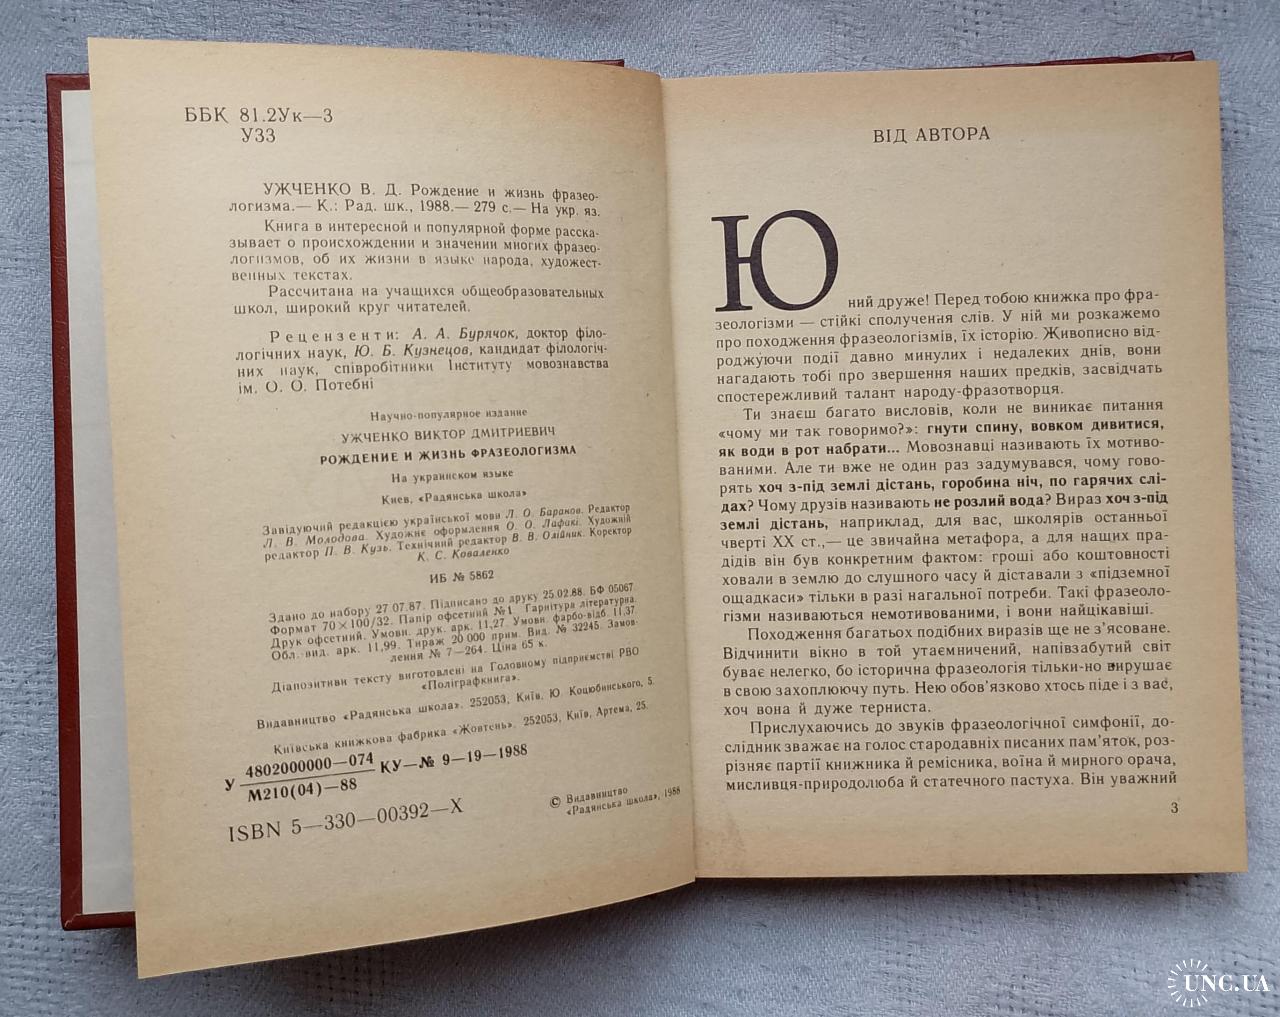 ББК 81.2Ук—3
У33
УЖЧЕНКО В. Д. Рождение и жизнь фразео-
логизма.— К.: Рад. шк., 1988.— 279 с.— На укр. яз.
Книга в интересной и популярной форме расска-
зывает о происхождении и значении многих фразео-
логизмов, об их жизни в языке народа, художест-
венных текстах.
Рассчитана на учащихся общеобразовательных
школ, широкий круг читателей.
Рецензенти: А. А. Бурячок, доктор філо-
логічних наук, Ю. Б. Кузнецов, кандидат філологіч-
них наук, співробітники Інституту мовознавства
ім. О. О. Потебні
Научно-популярное издание
УЖЧЕНКО ВИКТОР ДМИТРИЕВИЧ
РОЖДЕНИЕ И ЖИЗНЬ ФРАЗЕОЛОГИЗМА
На украинском языке
Киев, «Радянська школа»
Завідуючий редакцією української мови Л. О. Баранов. Редактор
Л. В. Молодова. Художнє оформлення О. О. Лафакі. Художній
редактор П. В. Кузь. Технічний редактор В. В. Олійник. Коректор
К. С. Коваленко
ИБ № 5862
Здано до набору 27 07.87. Підписано до друку 25.02.88. БФ 05067.
Формат 70×100/32. Папір офсетний №1. Гарнітура літературна.
Друк офсетний. Умовн. друк. арк. 11,27. Умовн. фарбо-відб. 11,37.
Обл.-вид. арк. 11,99. Тираж 20 000 прим. Вид. № 32245. Замов-
лення № 7—264. Ціна 65 к.
Діапозитиви тексту виготовлені на Головному підприємстві РВО
«Поліграфкнига».
Видавництво «Радянська школа». 252053, Київ, Ю. Коцюбинського, 5.
Київська книжкова фабрика «Жовтень». 252053, Київ, Артема, 25.
У 4802000000—074 КУ—№ 9—19—1988
М210(04)—88
ISBN 5—330—00392—X
© Видавництво
«Радянська школа», 1988
ВІД АВТОРА
Юний друже! Перед тобою книжка про фра-
зеологізми — стійкі сполучення слів. У ній ми розкажемо
про походження фразеологізмів, їх історію. Живописно від-
роджуючи події давно минулих і недалеких днів, вони
нагадають тобі про звершення наших предків, засвідчать
спостережливий талант народу-фразотворця.
Ти знаєш багато висловів, коли не виникає питання
«чому ми так говоримо?»: гнути спину, вовком дивитися,
як води в рот набрати... Мовознавці називають їх мотиво-
ваними. Але ти вже не один раз задумувався, чому гово-
рять хоч з-під землі дістань, горобина ніч, по гарячих слі-
дах? Чому друзів називають не розлий вода? Вираз хоч з-під
землі дістань, наприклад, для вас, школярів останньої
чверті XX ст.,— це звичайна метафора, а для нащих пра-
дідів він був конкретним фактом: гроші або коштовності
ховали в землю до слушного часу й діставали з «підземної
ощадкаси» тільки в разі нагальної потреби. Такі фразеоло-
гізми називаються немотивованими, і вони найцікавіші.
Походження багатьох подібних виразів ще не з’ясоване.
Відчинити вікно в той утаємничений, напівзабутий світ
буває нелегко, бо історична фразеологія тільки-но вирушає
в свою захоплюючу путь. Нею обов’язково хтось піде і з вас,
хоч вона й дуже терниста.
Прислухаючись до звуків фразеологічної симфонії, до-
слідник зважає на голос стародавніх писаних пам’яток, роз-
різняє партії книжника й ремісника, воїна й мирного орача,
мисливця-природолюба й статечного пастуха. Він уважний
3
UNC.UA